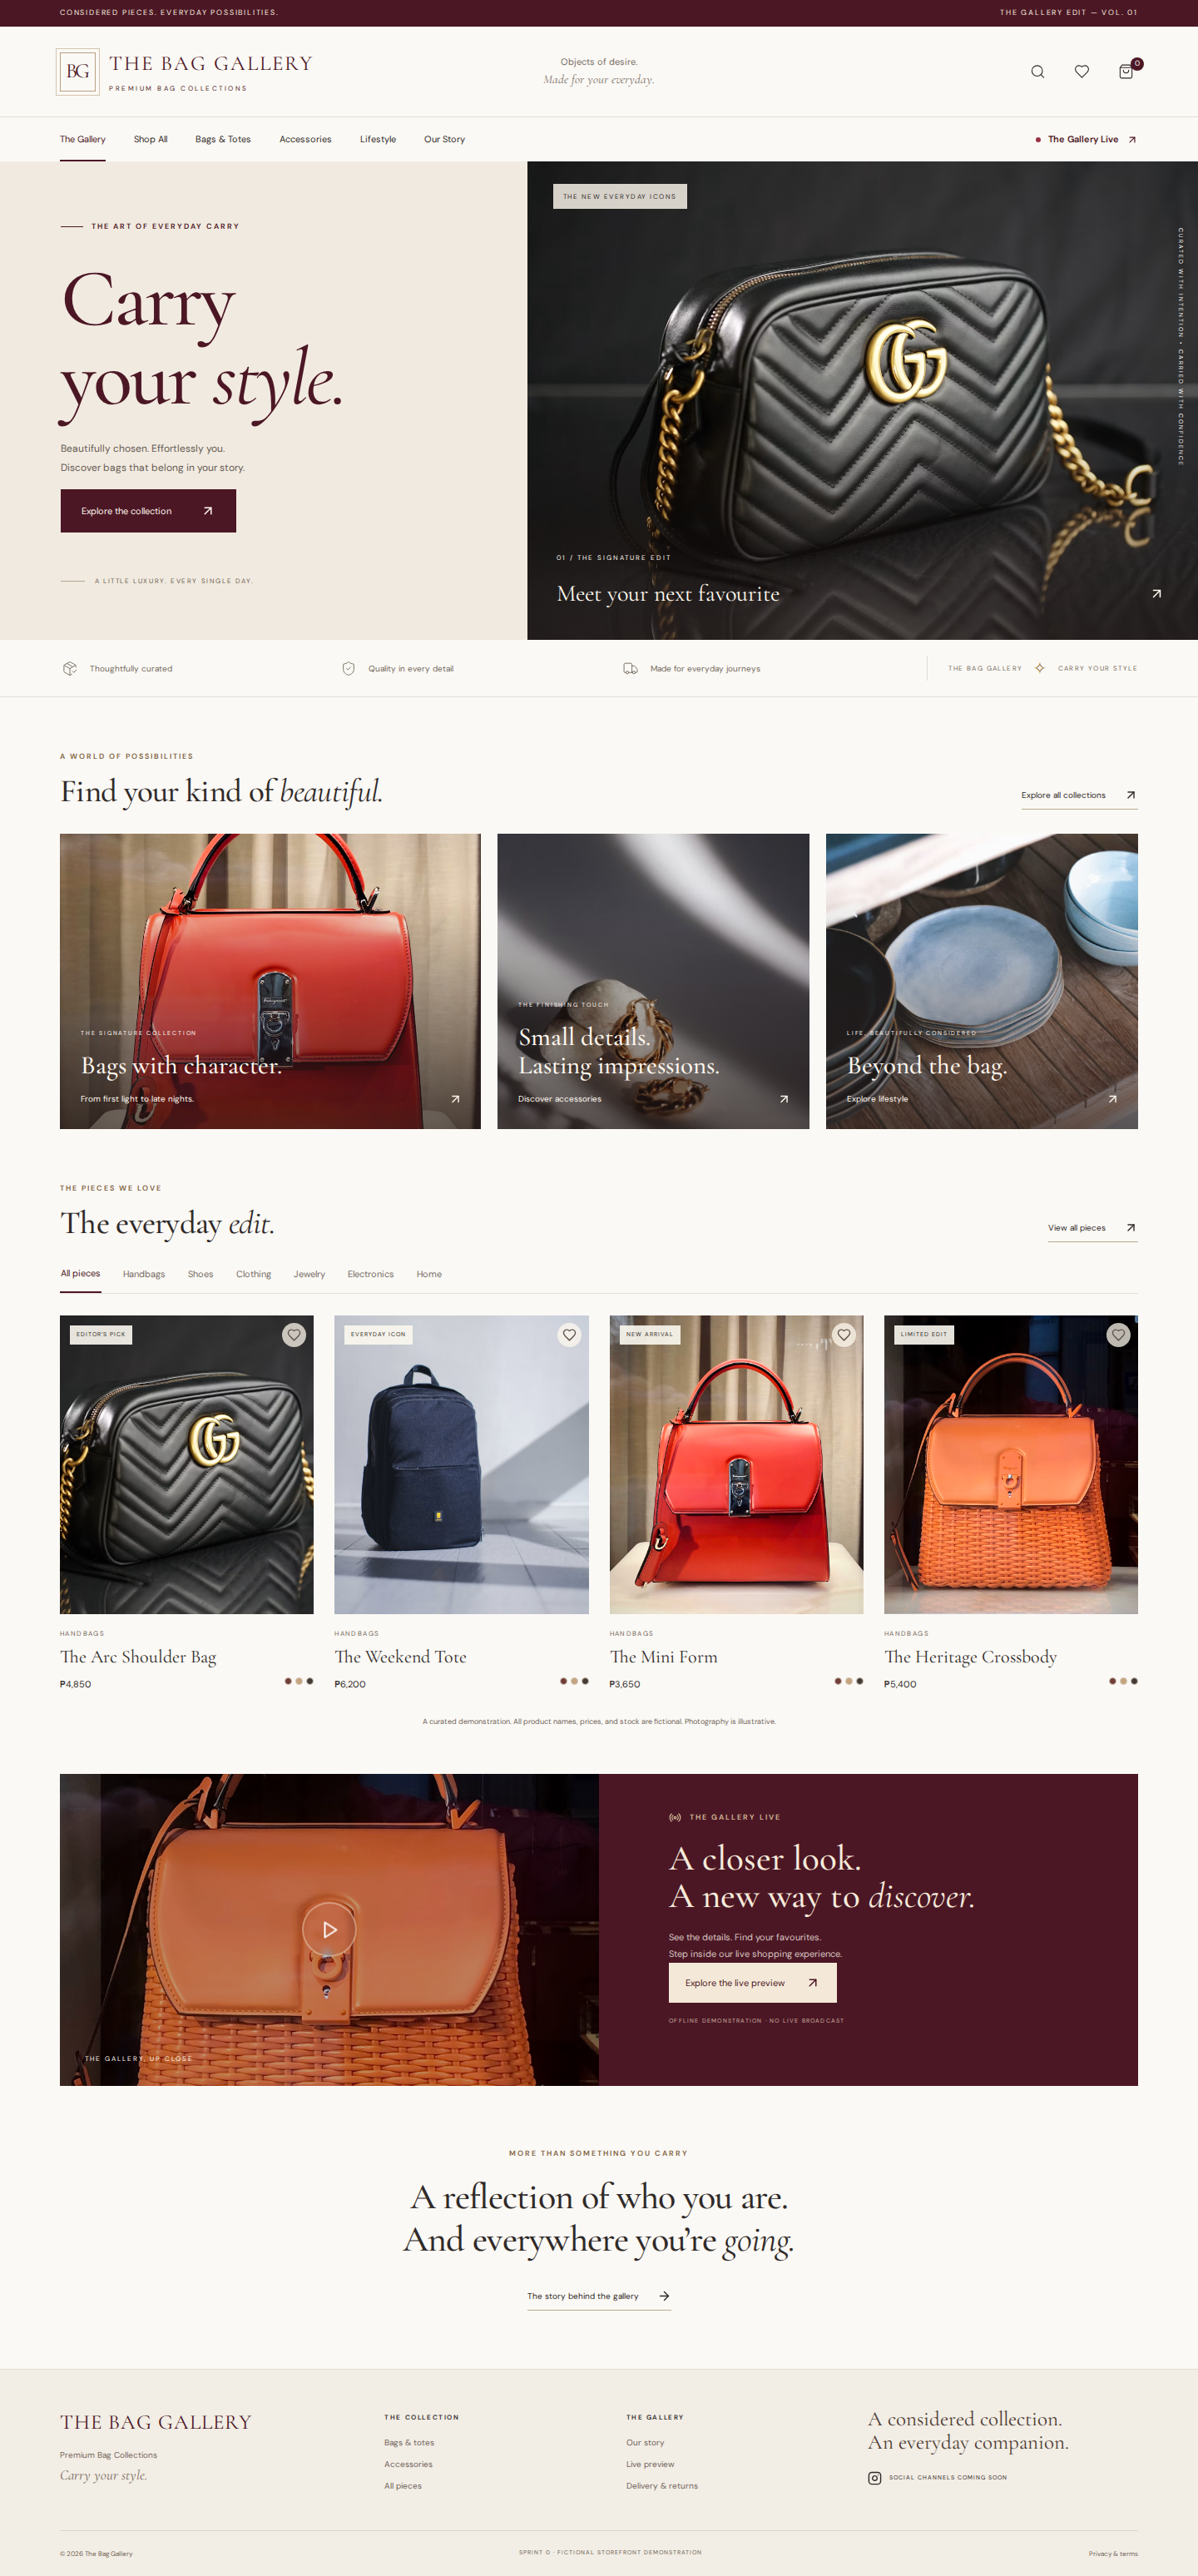 CONSIDERED PIECES. EVERYDAY POSSIBILITIES.
THE GALLERY EDIT — VOL. 01
BG
THE BAG GALLERY
PREMIUM BAG COLLECTIONS
Objects of desire.
Made for your everyday.
0
The Gallery
Shop All
Bags & Totes
Accessories
Lifestyle
Our Story
The Gallery Live
THE ART OF EVERYDAY CARRY
Carry
your style.
Beautifully chosen. Effortlessly you.
Discover bags that belong in your story.
Explore the collection
A LITTLE LUXURY. EVERY SINGLE DAY.
THE NEW EVERYDAY ICONS
CURATED WITH INTENTION • CARRIED WITH CONFIDENCE
01 / THE SIGNATURE EDIT
Meet your next favourite
Thoughtfully curated
Quality in every detail
Made for everyday journeys
THE BAG GALLERY
CARRY YOUR STYLE
A WORLD OF POSSIBILITIES
Find your kind of beautiful.
Explore all collections
THE SIGNATURE COLLECTION
Bags with character.
From first light to late nights.
THE FINISHING TOUCH
Small details.
Lasting impressions.
Discover accessories
LIFE, BEAUTIFULLY CONSIDERED
Beyond the bag.
Explore lifestyle
THE PIECES WE LOVE
The everyday edit.
View all pieces
All pieces
Handbags
Shoes
Clothing
Jewelry
Electronics
Home
EDITOR'S PICK
EVERYDAY ICON
NEW ARRIVAL
LIMITED EDIT
HANDBAGS
The Arc Shoulder Bag
₱4,850
HANDBAGS
The Weekend Tote
₱6,200
HANDBAGS
The Mini Form
₱3,650
HANDBAGS
The Heritage Crossbody
₱5,400
A curated demonstration. All product names, prices, and stock are fictional. Photography is illustrative.
THE GALLERY, UP CLOSE
THE GALLERY LIVE
A closer look.
A new way to discover.
See the details. Find your favourites.
Step inside our live shopping experience.
Explore the live preview
OFFLINE DEMONSTRATION · NO LIVE BROADCAST
MORE THAN SOMETHING YOU CARRY
A reflection of who you are.
And everywhere you're going.
The story behind the gallery
THE BAG GALLERY
Premium Bag Collections
Carry your style.
THE COLLECTION
Bags & totes
Accessories
All pieces
THE GALLERY
Our story
Live preview
Delivery & returns
A considered collection.
An everyday companion.
SOCIAL CHANNELS COMING SOON
© 2026 The Bag Gallery
SPRINT 0 · FICTIONAL STOREFRONT DEMONSTRATION
Privacy & terms